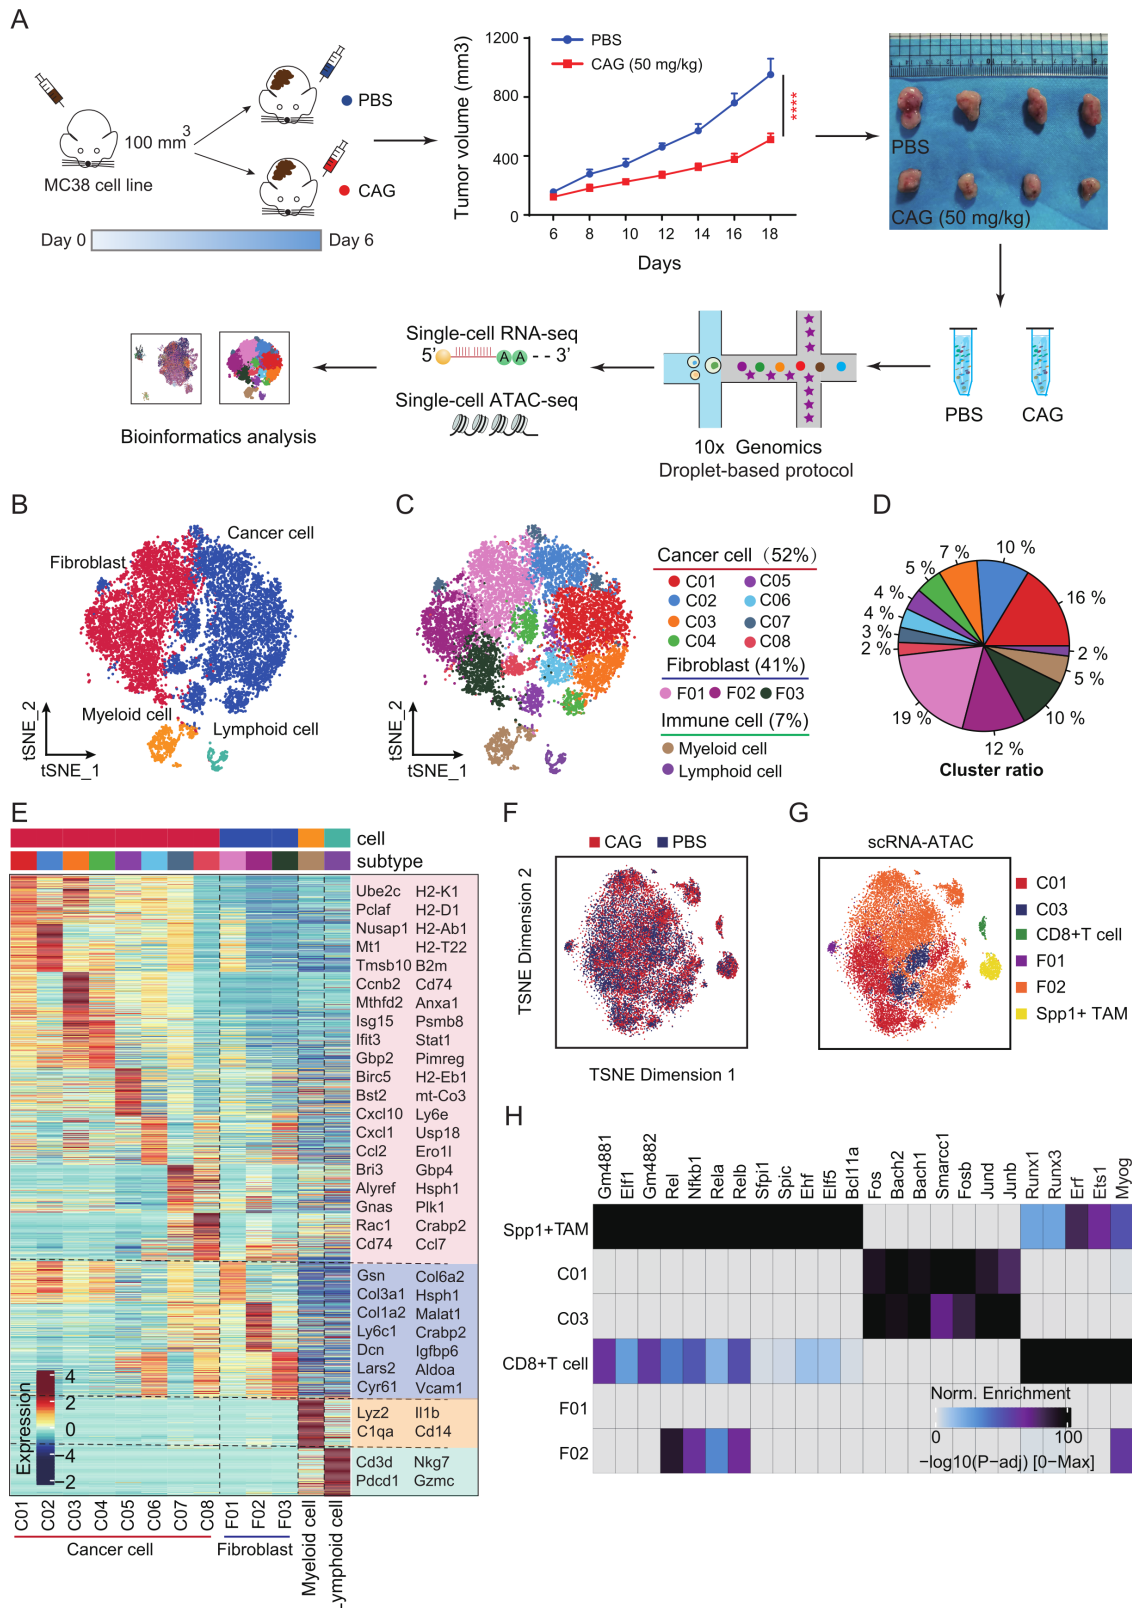 A
PBS
CAG
100 mm3
MC38 cell line
Day 0
Day 6
Tumor volume (mm3)
1200
800
400
0
PBS
CAG (50 mg/kg)
****
6 8 10 12 14 16 18
Days
PBS
CAG (50 mg/kg)
Bioinformatics analysis
Single-cell RNA-seq
5' A A - - 3'
Single-cell ATAC-seq
10x Genomics
Droplet-based protocol
PBS CAG
B
Cancer cell
Fibroblast
Myeloid cell
Lymphoid cell
tSNE_2
tSNE_1
C
tSNE_2
tSNE_1
Cancer cell (52%)
C01 C05
C02 C06
C03 C07
C04 C08
Fibroblast (41%)
F01 F02 F03
Immune cell (7%)
Myeloid cell
Lymphoid cell
D
10 %
7 %
5 %
4 %
4 %
3 %
2 %
19 %
12 %
10 %
5 %
2 %
16 %
Cluster ratio
E
cell
subtype
Ube2c H2-K1
Pclaf H2-D1
Nusap1 H2-Ab1
Mt1 H2-T22
Tmsb10 B2m
Ccnb2 Cd74
Mthfd2 Anxa1
Isg15 Psmb8
Ifit3 Stat1
Gbp2 Pimreg
Birc5 H2-Eb1
Bst2 mt-Co3
Cxcl10 Ly6e
Cxcl1 Usp18
Ccl2 Ero1l
Bri3 Gbp4
Alyref Hsph1
Gnas Plk1
Rac1 Crabp2
Cd74 Ccl7
Gsn Col6a2
Col3a1 Hsph1
Col1a2 Malat1
Ly6c1 Crabp2
Dcn Igfbp6
Lars2 Aldoa
Cyr61 Vcam1
Lyz2 Il1b
C1qa Cd14
Cd3d Nkg7
Pdcd1 Gzmc
Expression
4
2
0
-4
-2
C01 C02 C03 C04 C05 C06 C07 C08 F01 F02 F03 Myeloid cell Lymphoid cell
Cancer cell Fibroblast
F
CAG PBS
TSNE Dimension 2
TSNE Dimension 1
G
scRNA-ATAC
C01
C03
CD8+T cell
F01
F02
Spp1+ TAM
H
Gm4881 Elf1 Gm4882 Rel Nfkb1 Rela Relb Sfpi1 Spic Ehf Elf5 Bcl11a Fos Bach2 Bach1 Smarcc1 Fosb Jund Junb Runx1 Runx3 Erf Ets1 Myog
Spp1+TAM
C01
C03
CD8+T cell
F01
F02
Norm. Enrichment
0 100
−log10(P−adj) [0−Max]